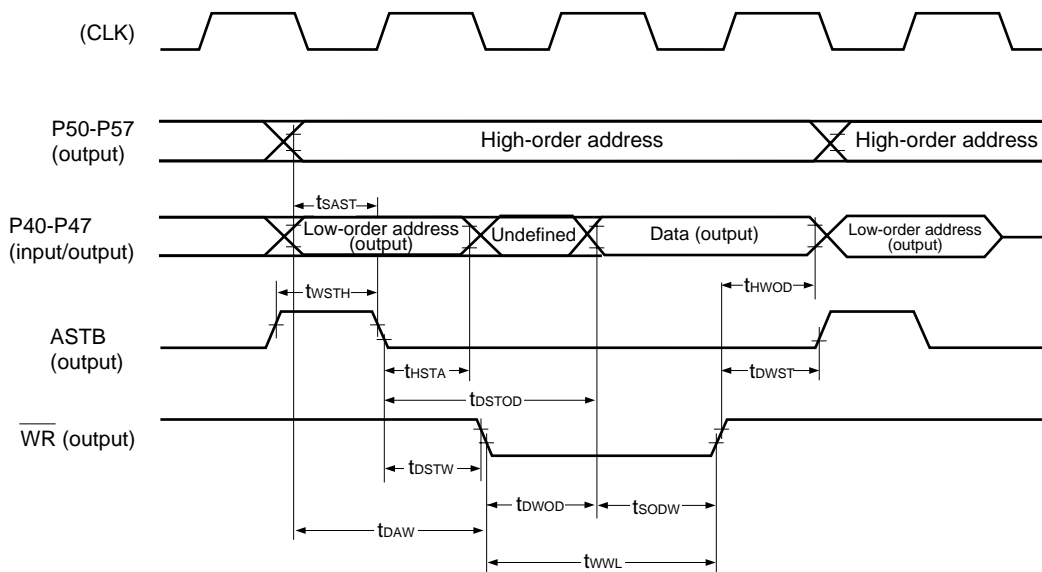 (CLK)
P50-P57
(output)
High-order address
High-order address
tSAST
P40-P47
(input/output)
Low-order address
(output)
Undefined
Data (output)
Low-order address
(output)
tWSTH
tHWOD
ASTB
(output)
tHSTA
tDWST
tDSTOD
WR (output)
tDSTW
tDWOD
tSODW
tDAW
tWWL